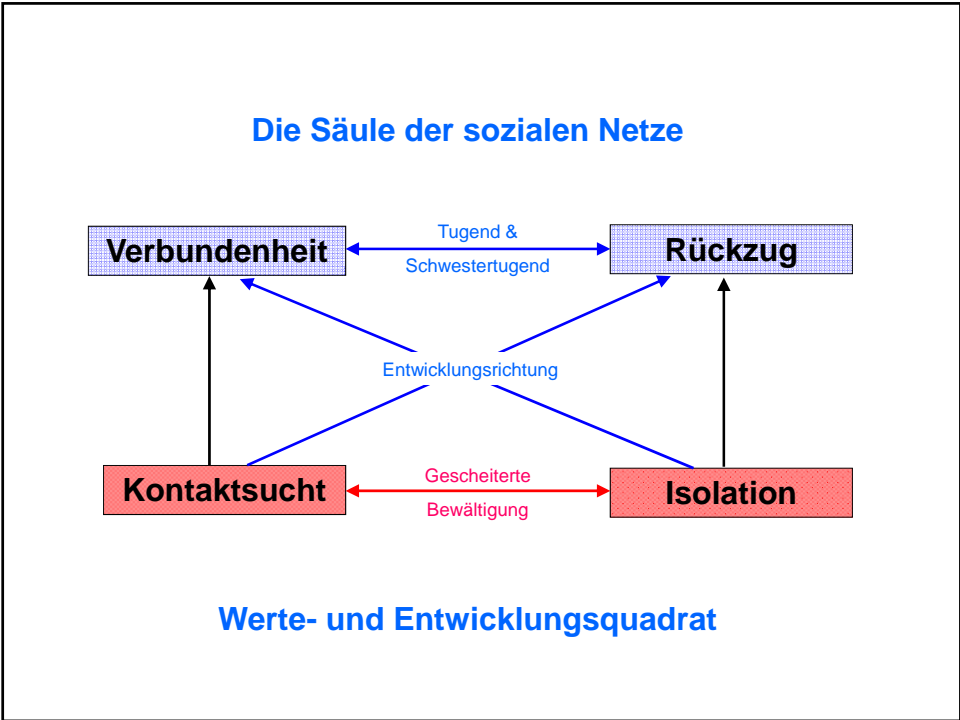 Die Säule der sozialen Netze
Verbundenheit
Tugend &
Schwestertugend
Rückzug
Entwicklungsrichtung
Kontaktsucht
Gescheiterte
Bewältigung
Isolation
Werte- und Entwicklungsquadrat